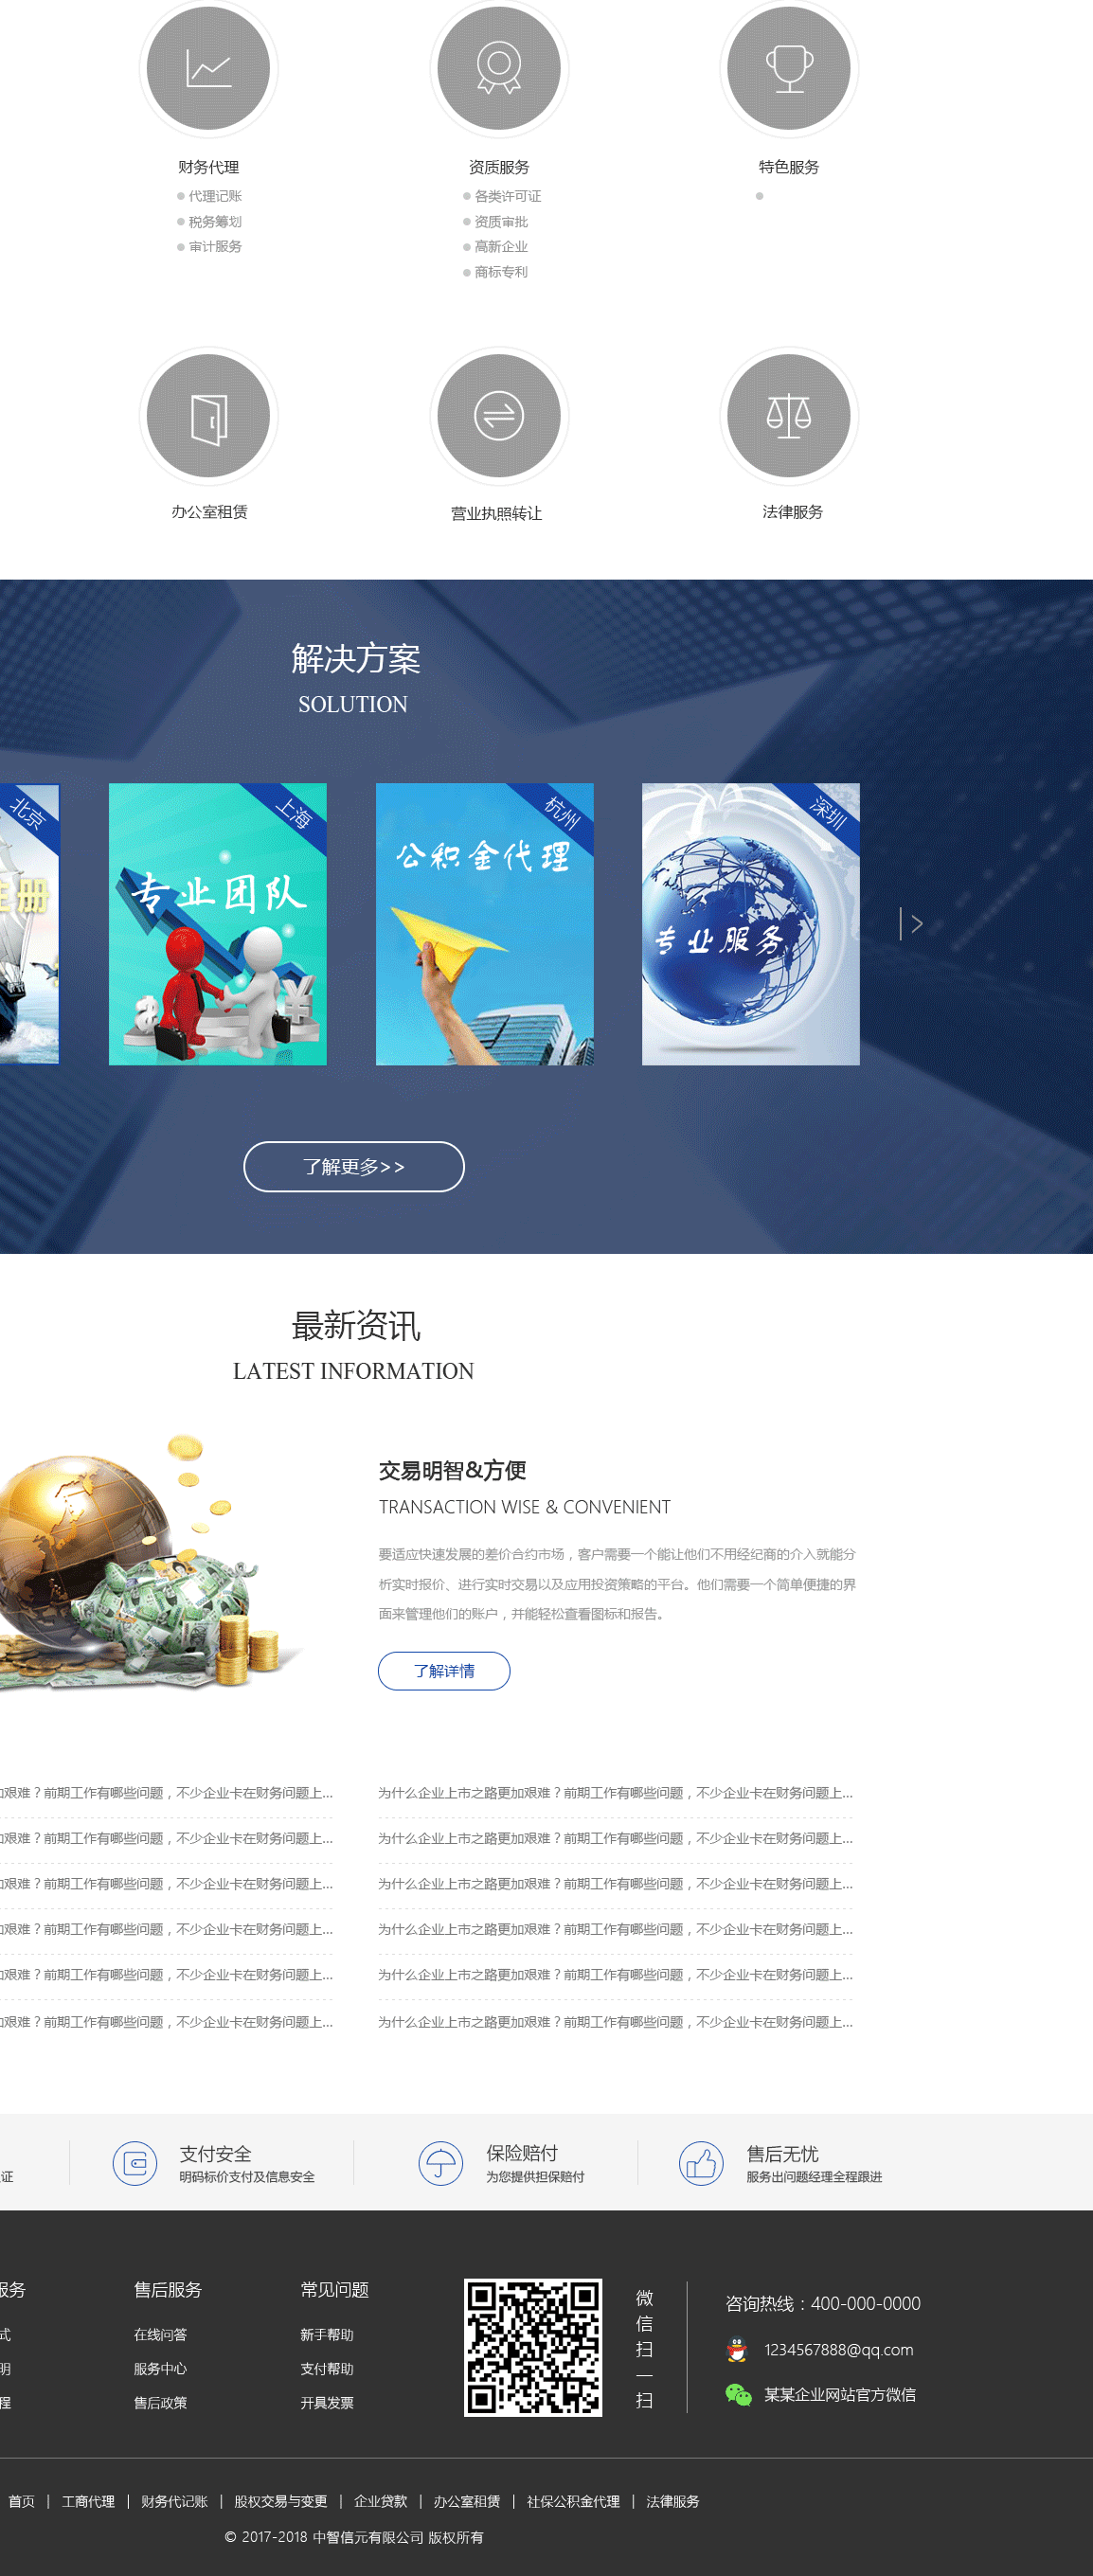 财务代理
代理记账
税务筹划
审计服务
资质服务
各类许可证
资质审批
高新企业
商标专利
特色服务
办公室租赁
营业执照转让
法律服务
解决方案
SOLUTION
北京
册
上海
专业团队
杭州
公积金代理
深圳
专业服务
了解更多>>
最新资讯
LATEST INFORMATION
交易明智&方便
TRANSACTION WISE & CONVENIENT
要适应快速发展的差价合约市场，客户需要一个能让他们不用经纪商的介入就能分
析实时报价、进行实时交易以及应用投资策略的平台。他们需要一个简单便捷的界
面来管理他们的账户，并能轻松查看图标和报告。
了解详情
艰难？前期工作有哪些问题，不少企业卡在财务问题上...
艰难？前期工作有哪些问题，不少企业卡在财务问题上...
艰难？前期工作有哪些问题，不少企业卡在财务问题上...
艰难？前期工作有哪些问题，不少企业卡在财务问题上...
艰难？前期工作有哪些问题，不少企业卡在财务问题上...
艰难？前期工作有哪些问题，不少企业卡在财务问题上...
为什么企业上市之路更加艰难？前期工作有哪些问题，不少企业卡在财务问题上...
为什么企业上市之路更加艰难？前期工作有哪些问题，不少企业卡在财务问题上...
为什么企业上市之路更加艰难？前期工作有哪些问题，不少企业卡在财务问题上...
为什么企业上市之路更加艰难？前期工作有哪些问题，不少企业卡在财务问题上...
为什么企业上市之路更加艰难？前期工作有哪些问题，不少企业卡在财务问题上...
为什么企业上市之路更加艰难？前期工作有哪些问题，不少企业卡在财务问题上...
证
支付安全
明码标价支付及信息安全
保险赔付
为您提供担保赔付
售后无忧
服务出问题经理全程跟进
服务
式
明
程
售后服务
在线问答
服务中心
售后政策
常见问题
新手帮助
支付帮助
开具发票
微信扫一扫
咨询热线：400-000-0000
1234567888@qq.com
某某企业网站官方微信
首页 | 工商代理 | 财务代记账 | 股权交易与变更 | 企业贷款 | 办公室租赁 | 社保公积金代理 | 法律服务
© 2017-2018 中智信元有限公司 版权所有